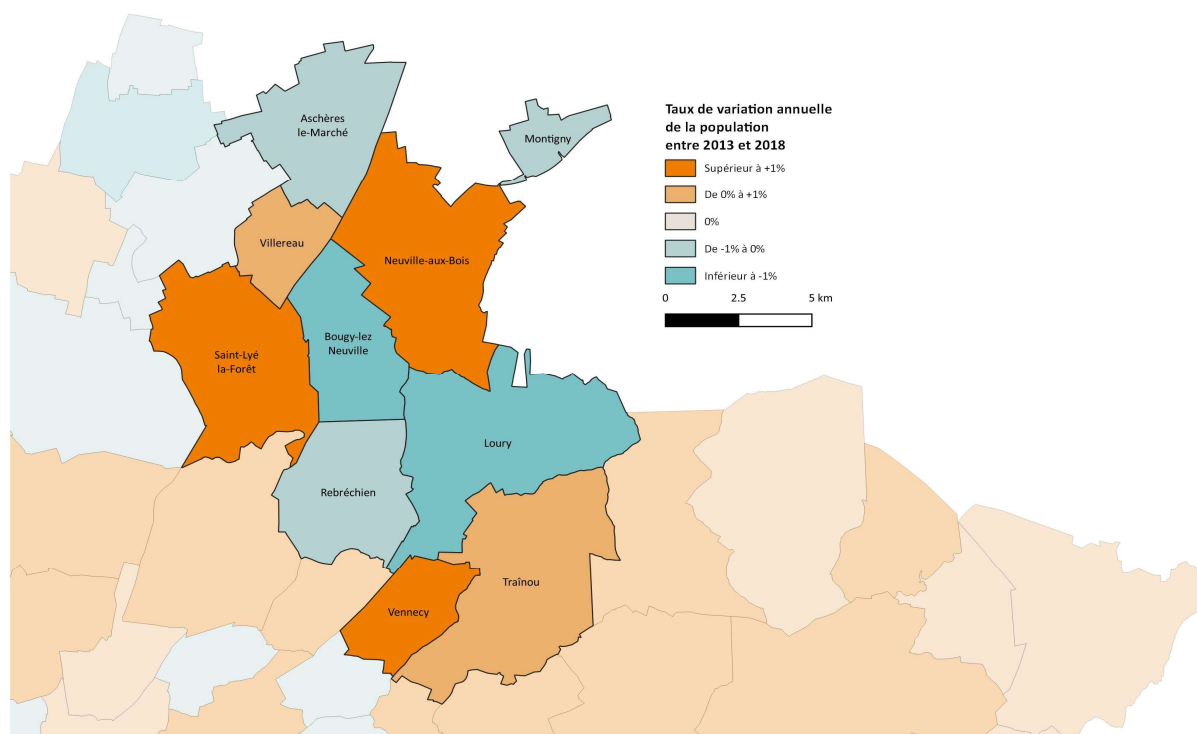 Aschères
le-Marché
Montigny
Taux de variation annuelle
de la population
entre 2013 et 2018
Supérieur à +1%
De 0% à +1%
0%
De -1% à 0%
Inférieur à -1%
0 2.5 5 km
Villereau
Neuville-aux-Bois
Bougy-lez
Neuville
Saint-Lyé
la-Forêt
Loury
Rebréchien
Traînou
Vennecy